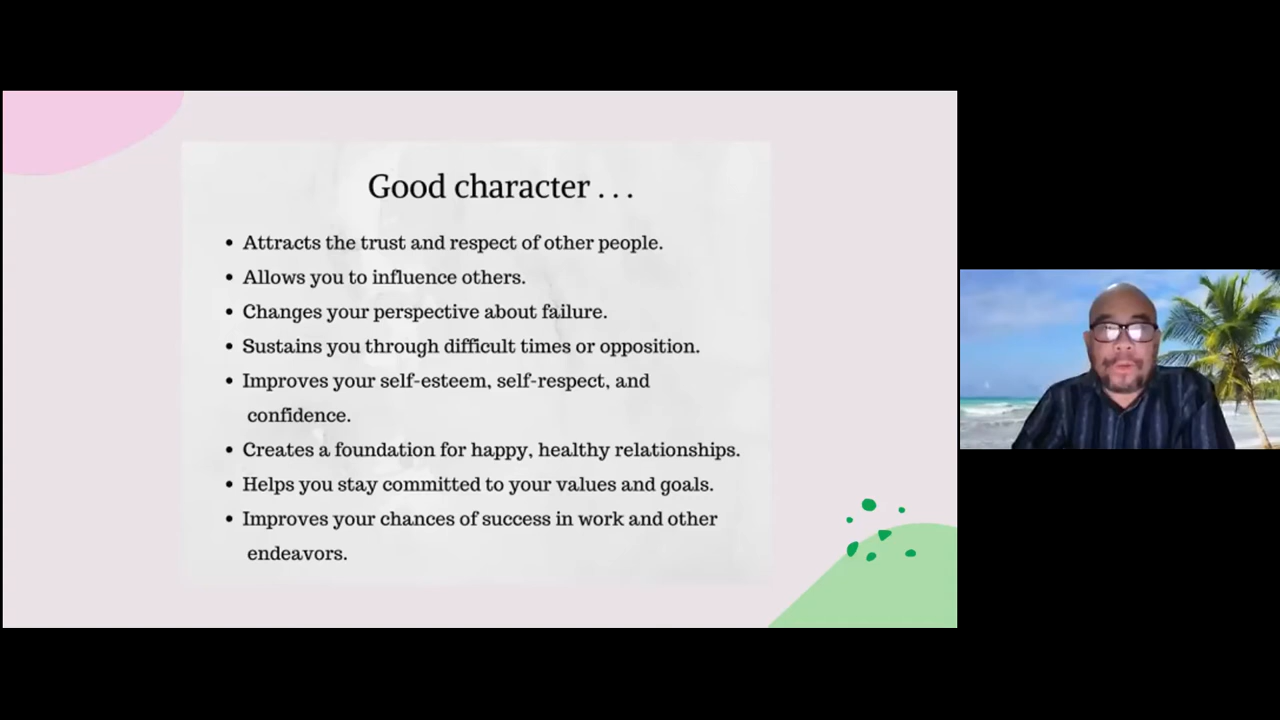 Good character . . .
• Attracts the trust and respect of other people.
• Allows you to influence others.
• Changes your perspective about failure.
• Sustains you through difficult times or opposition.
• Improves your self-esteem, self-respect, and
confidence.
• Creates a foundation for happy, healthy relationships.
• Helps you stay committed to your values and goals.
• Improves your chances of success in work and other
endeavors.